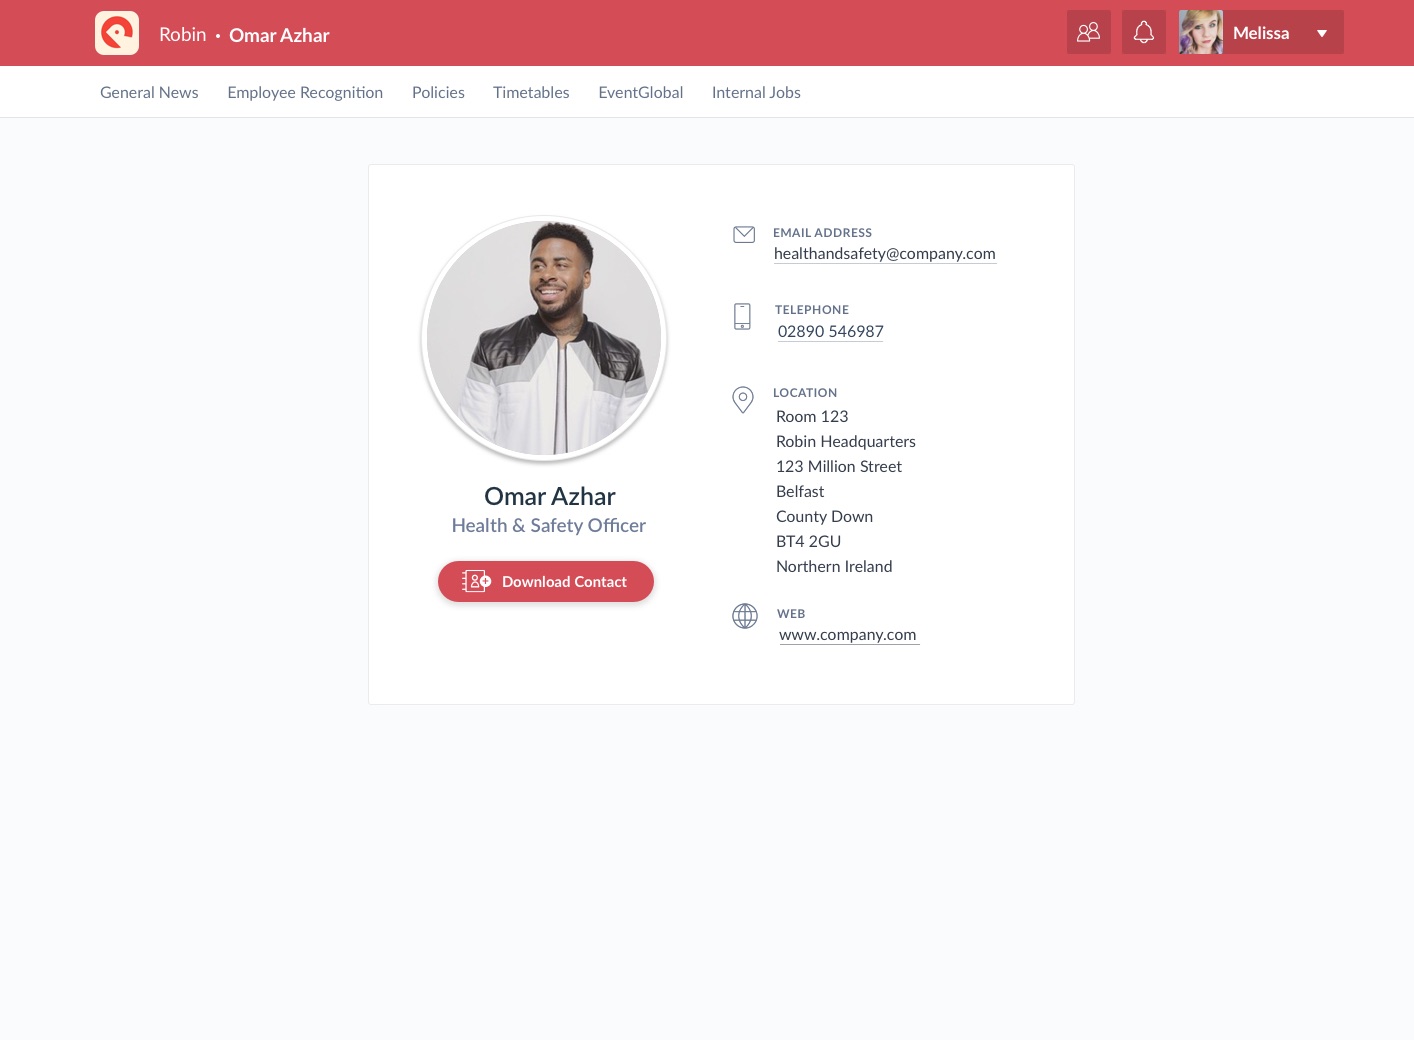 Robin • Omar Azhar
Melissa
General News Employee Recognition Policies Timetables EventGlobal Internal Jobs
EMAIL ADDRESS
healthandsafety@company.com
TELEPHONE
02890 546987
LOCATION
Room 123
Robin Headquarters
123 Million Street
Belfast
County Down
BT4 2GU
Northern Ireland
WEB
www.company.com
Omar Azhar
Health & Safety Officer
Download Contact